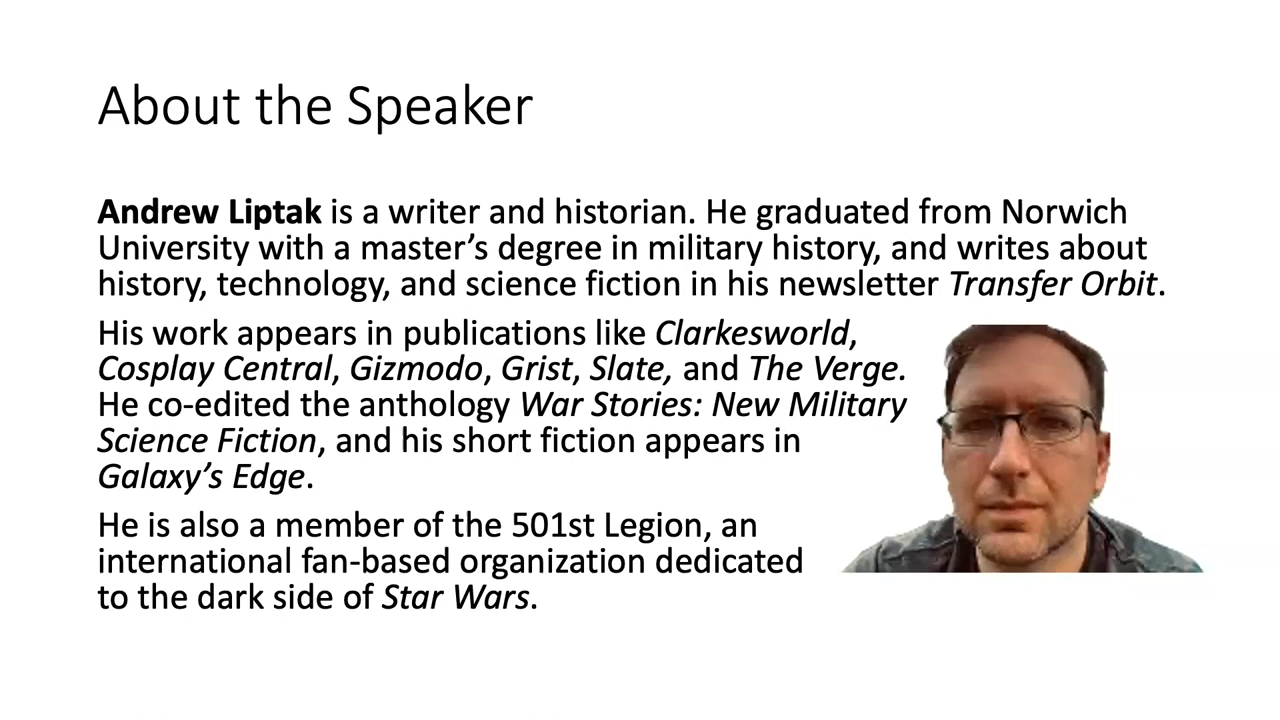 About the Speaker
Andrew Liptak is a writer and historian. He graduated from Norwich
University with a master’s degree in military history, and writes about
history, technology, and science fiction in his newsletter Transfer Orbit.
His work appears in publications like Clarkesworld,
Cosplay Central, Gizmodo, Grist, Slate, and The Verge.
He co-edited the anthology War Stories: New Military
Science Fiction, and his short fiction appears in
Galaxy’s Edge.
He is also a member of the 501st Legion, an
international fan-based organization dedicated
to the dark side of Star Wars.